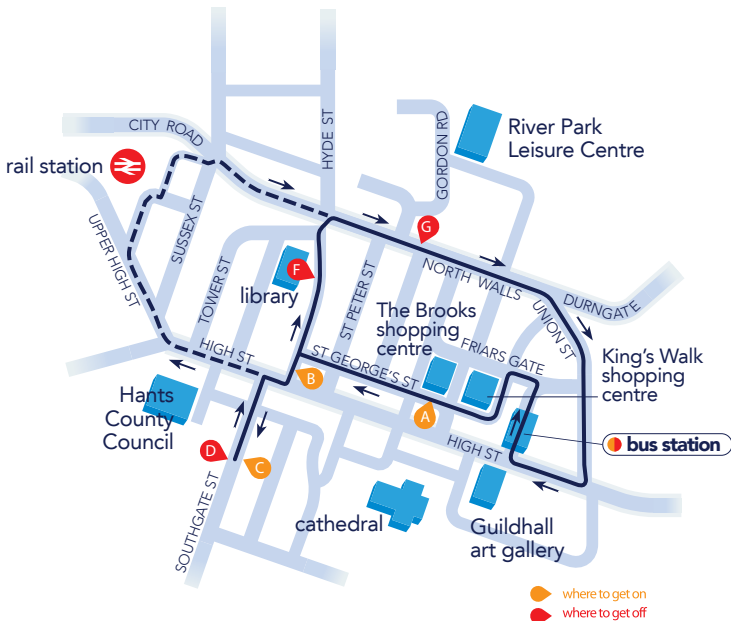 CITY ROAD
HYDE ST
GORDON RD
River Park
Leisure Centre
rail station
SUSSEX ST
UPPER HIGH ST
TOWER ST
F
library
ST PETER ST
G
NORTH WALLS
DURNGATE
UNION ST
The Brooks
shopping
centre
FRIARS GATE
King's Walk
shopping
centre
HIGH ST
ST GEORGE'S ST
B
A
Hants
County
Council
HIGH ST
bus station
D
C
SOUTHGATE ST
cathedral
Guildhall
art gallery
where to get on
where to get off